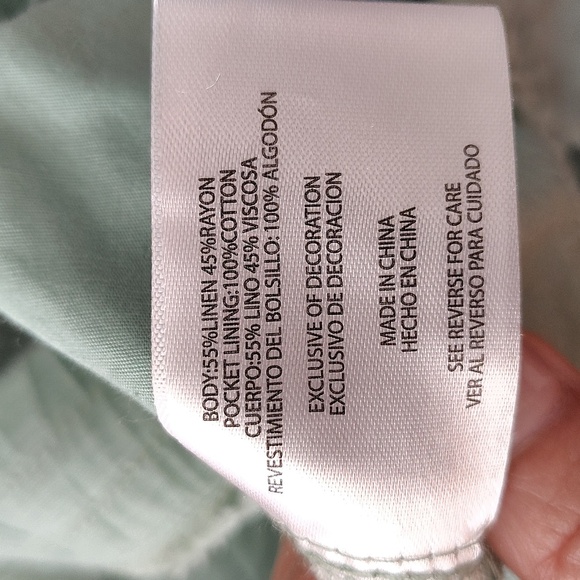 BODY:55%LINEN 45%RAYON
POCKET LINING:100%COTTON
CUERPO:55% LINO 45% VISCOSA
REVESTIMIENTO DEL BOLSILLO: 100% ALGODÓN
EXCLUSIVE OF DECORATION
EXCLUSIVO DE DECORACION
MADE IN CHINA
HECHO EN CHINA
SEE REVERSE FOR CARE
VER AL REVERSO PARA CUIDADO